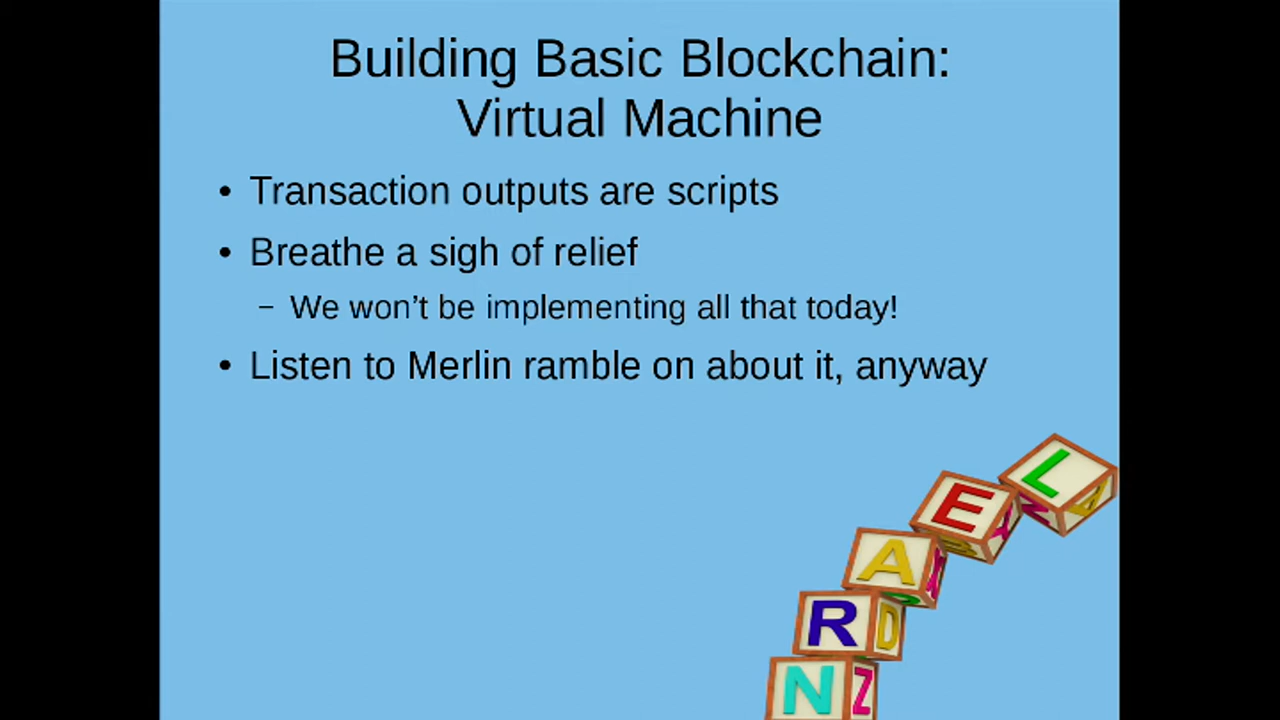 Building Basic Blockchain:
Virtual Machine
• Transaction outputs are scripts
• Breathe a sigh of relief
– We won’t be implementing all that today!
• Listen to Merlin ramble on about it, anyway
L
E
A
R D
N Z